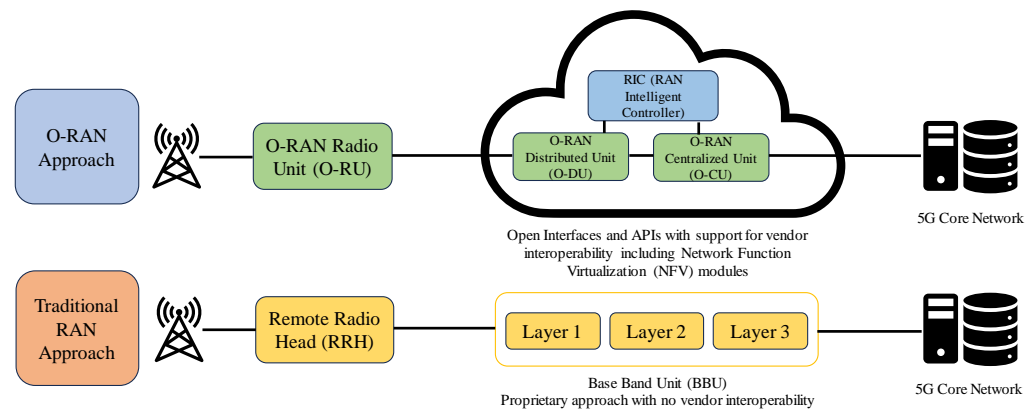 O-RAN
Approach
O-RAN Radio
Unit (O-RU)
RIC (RAN
Intelligent
Controller)
O-RAN
Distributed Unit
(O-DU)
O-RAN
Centralized Unit
(O-CU)
5G Core Network
Open Interfaces and APIs with support for vendor
interoperability including Network Function
Virtualization (NFV) modules
Traditional
RAN
Approach
Remote Radio
Head (RRH)
Layer 1
Layer 2
Layer 3
Base Band Unit (BBU)
Proprietary approach with no vendor interoperability
5G Core Network